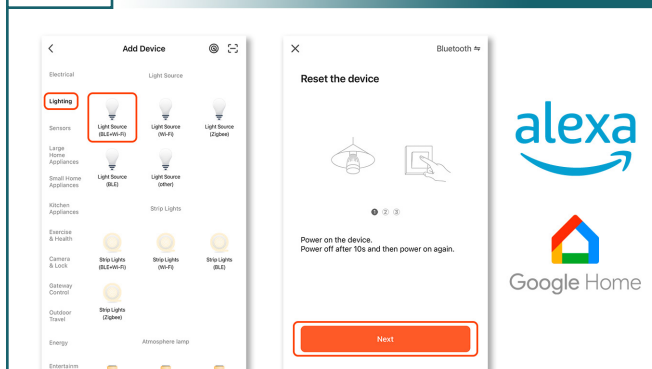 Add Device
Electrical
Lighting
Sensors
Large
Home
Appliances
Small Home
Appliances
Kitchen
Appliances
Exercise
& Health
Camera
& Lock
Gateway
Control
Outdoor
Travel
Energy
Entertainm
Light Source
Light Source
(BLE+Wi-Fi)
Light Source
(Wi-Fi)
Light Source
(Zigbee)
Light Source
(BLE)
Light Source
(other)
Strip Lights
Strip Lights
(BLE+Wi-Fi)
Strip Lights
(Wi-Fi)
Strip Lights
(BLE)
Strip Lights
(Zigbee)
Atmosphere lamp
Bluetooth
Reset the device
1 2 3
Power on the device.
Power off after 10s and then power on again.
Next
alexa
Google Home